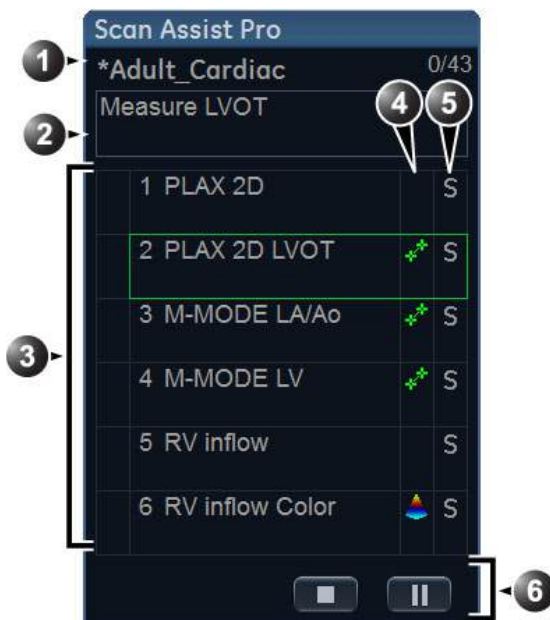 Scan Assist Pro
1 *Adult_Cardiac 0/43
4 5
2 Measure LVOT
3
1 PLAX 2D S
2 PLAX 2D LVOT S
3 M-MODE LA/Ao S
4 M-MODE LV S
5 RV inflow S
6 RV inflow Color S
6